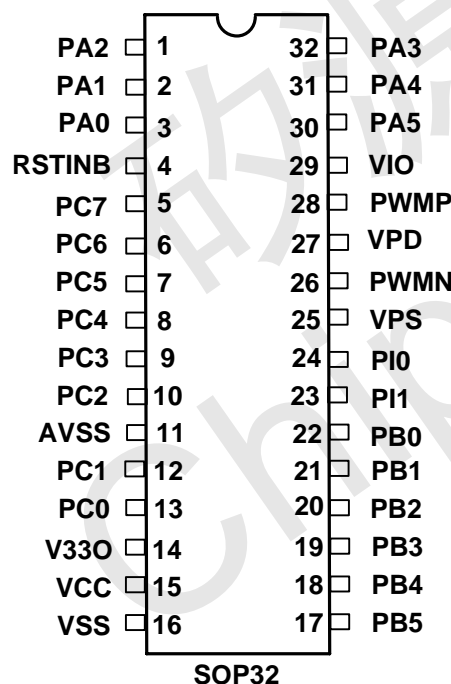 PA2 1 32 PA3
PA1 2 31 PA4
PA0 3 30 PA5
RSTINB 4 29 VIO
PC7 5 28 PWMP
PC6 6 27 VPD
PC5 7 26 PWMN
PC4 8 25 VPS
PC3 9 24 PI0
PC2 10 23 PI1
AVSS 11 22 PB0
PC1 12 21 PB1
PC0 13 20 PB2
V33O 14 19 PB3
VCC 15 18 PB4
VSS 16 17 PB5
SOP32
矽源
Chip